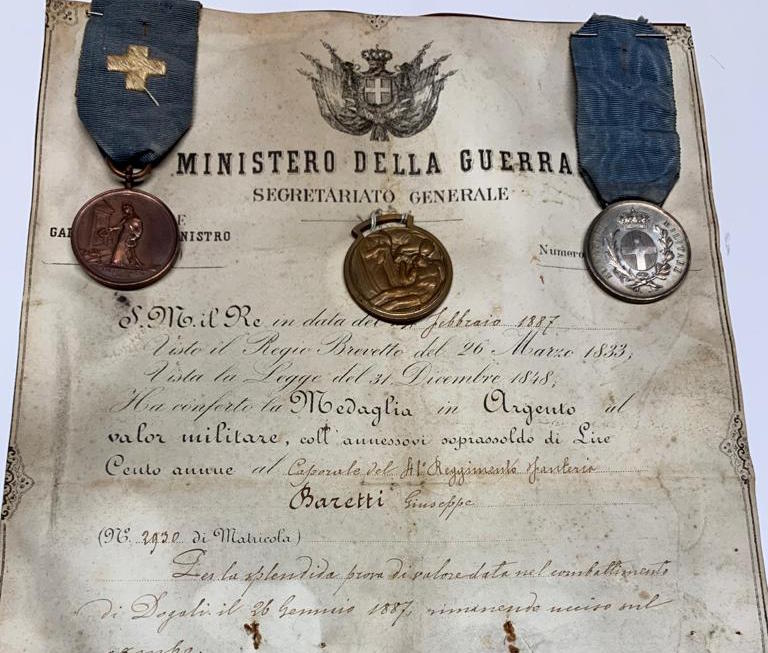 MINISTERO DELLA GUERRA
SEGRETARIATO GENERALE
E
GA NISTRO
Numero
S. M. il Re in data del febbraio 1887
Visto il Regio Brevetto del 26 Marzo 1833,
Vista la Legge del 31 Dicembre 1848,
Ha conferto la Medaglia in Argento al
valor militare, coll'annessovi soprassoldo di Lire
Cento annue al Caporale del 41° Reggimento fanteria
Baretti Giuseppe
(N.° 2930 di Matricola)
Per la splendida prova di valore data nel combattimento
di Dogali il 26 Gennaio 1887, rimanendo ucciso sul